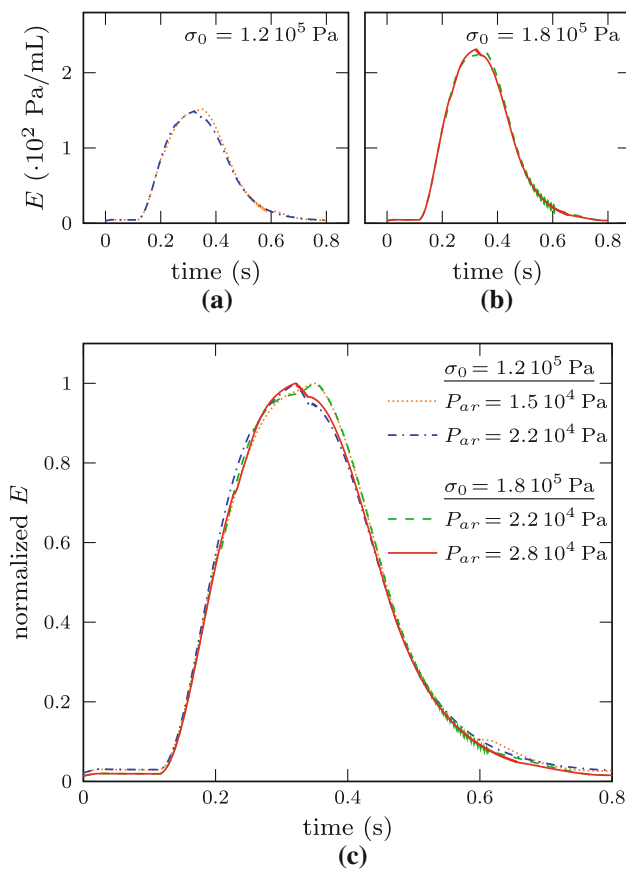 σ0 = 1.2 10^5 Pa
σ0 = 1.8 10^5 Pa
E (·10^2 Pa/mL)
2
1
0
0 0.2 0.4 0.6 0.8
0 0.2 0.4 0.6 0.8
time (s)
time (s)
(a)
(b)
normalized E
1
0.8
0.6
0.4
0.2
0
σ0 = 1.2 10^5 Pa
Par = 1.5 10^4 Pa
Par = 2.2 10^4 Pa
σ0 = 1.8 10^5 Pa
Par = 2.2 10^4 Pa
Par = 2.8 10^4 Pa
0 0.2 0.4 0.6 0.8
time (s)
(c)